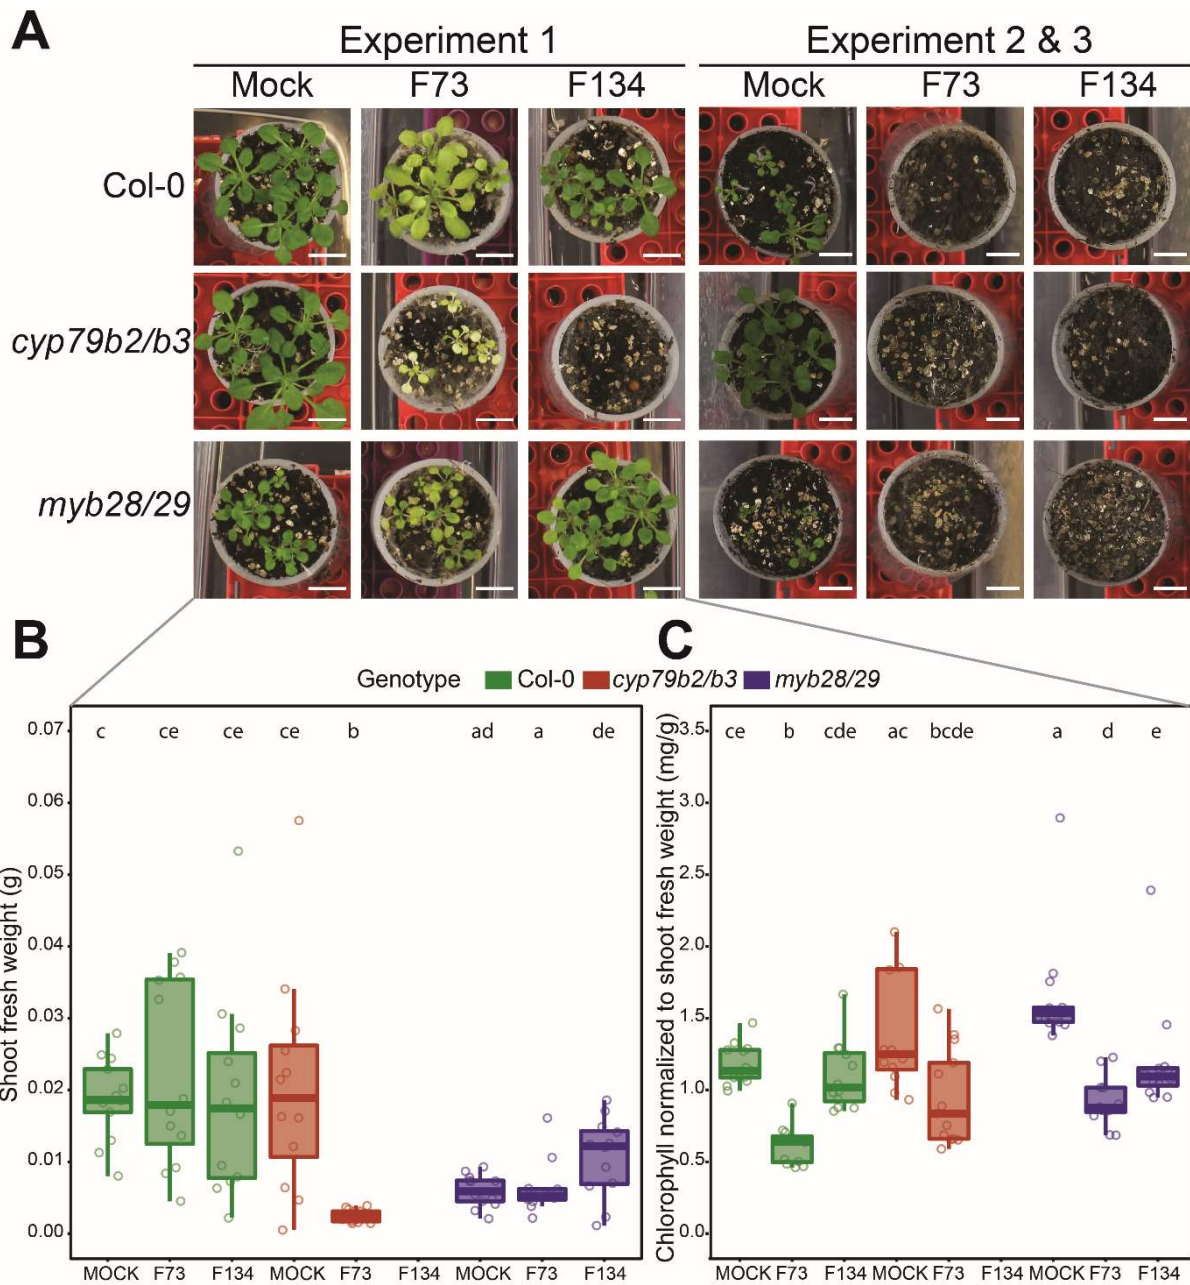 A
Experiment 1 Experiment 2 & 3
Mock F73 F134 Mock F73 F134
Col-0
cyp79b2/b3
myb28/29
B C
Genotype Col-0 cyp79b2/b3 myb28/29
Shoot fresh weight (g)
0.07
0.06
0.05
0.04
0.03
0.02
0.01
0.00
c ce ce ce b ad a de
MOCK F73 F134 MOCK F73 F134 MOCK F73 F134
Chlorophyll normalized to shoot fresh weight (mg/g)
3.5
3.0
2.5
2.0
1.5
1.0
0.5
0.0
ce b cde ac bcde a d e
MOCK F73 F134 MOCK F73 F134 MOCK F73 F134